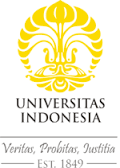 UNIVERSITAS
INDONESIA
Veritas, Probitas, Iustitia
EST. 1849